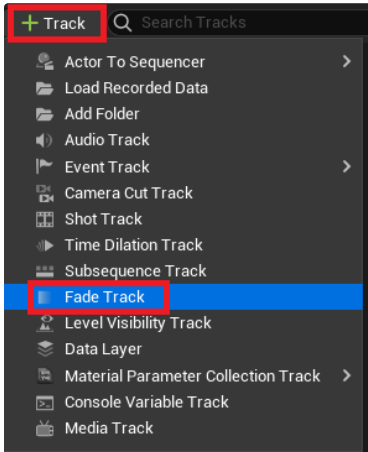 + Track Search Tracks
Actor To Sequencer
Load Recorded Data
Add Folder
Audio Track
Event Track
Camera Cut Track
Shot Track
Time Dilation Track
Subsequence Track
Fade Track
Level Visibility Track
Data Layer
Material Parameter Collection Track
Console Variable Track
Media Track